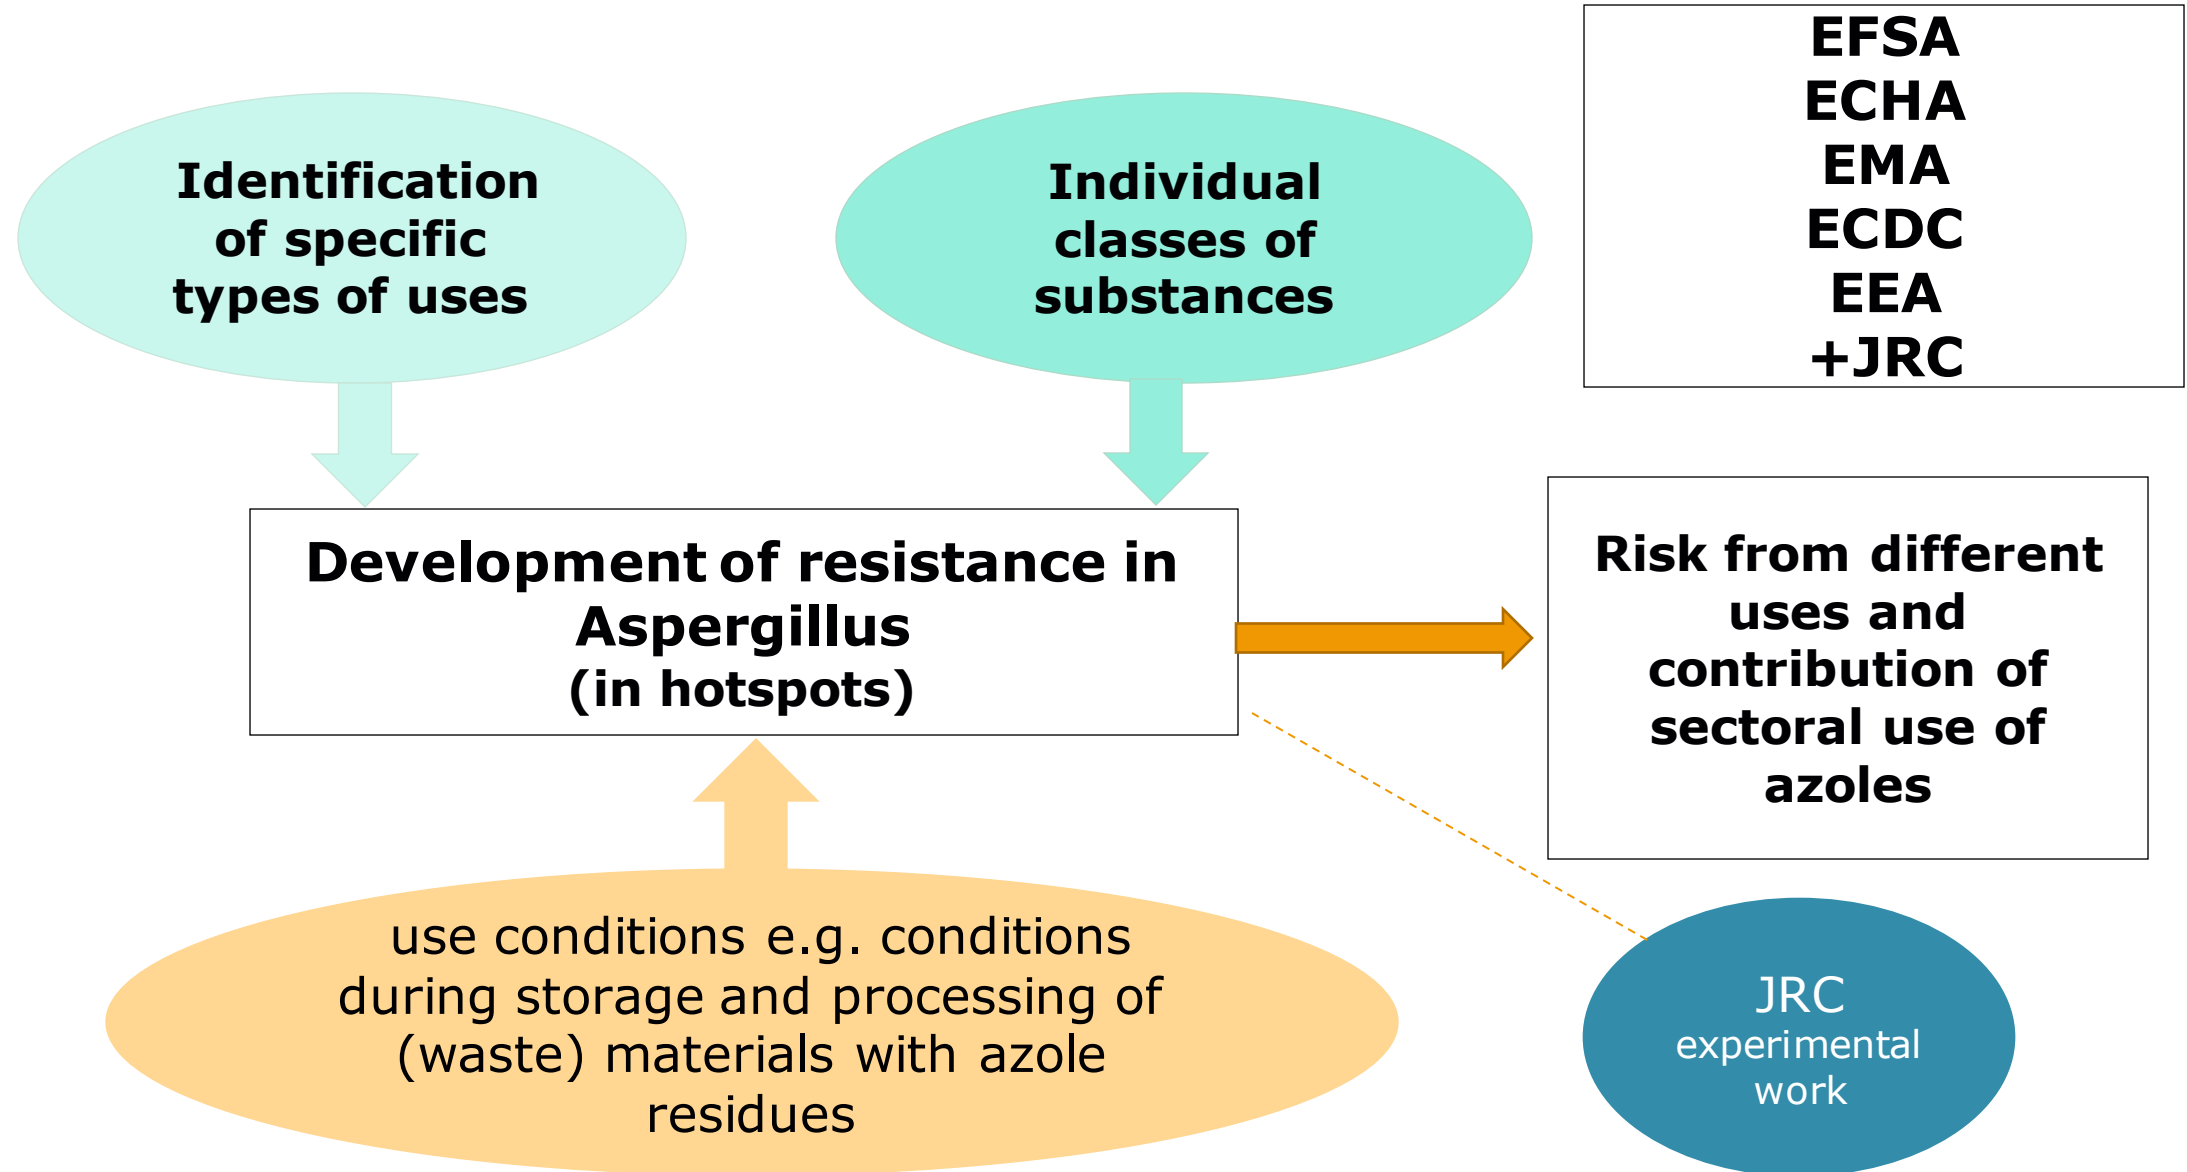 Identification
of specific
types of uses
Individual
classes of
substances
EFSA
ECHA
EMA
ECDC
EEA
+JRC
Development of resistance in
Aspergillus
(in hotspots)
Risk from different
uses and
contribution of
sectoral use of
azoles
use conditions e.g. conditions
during storage and processing of
(waste) materials with azole
residues
JRC
experimental
work